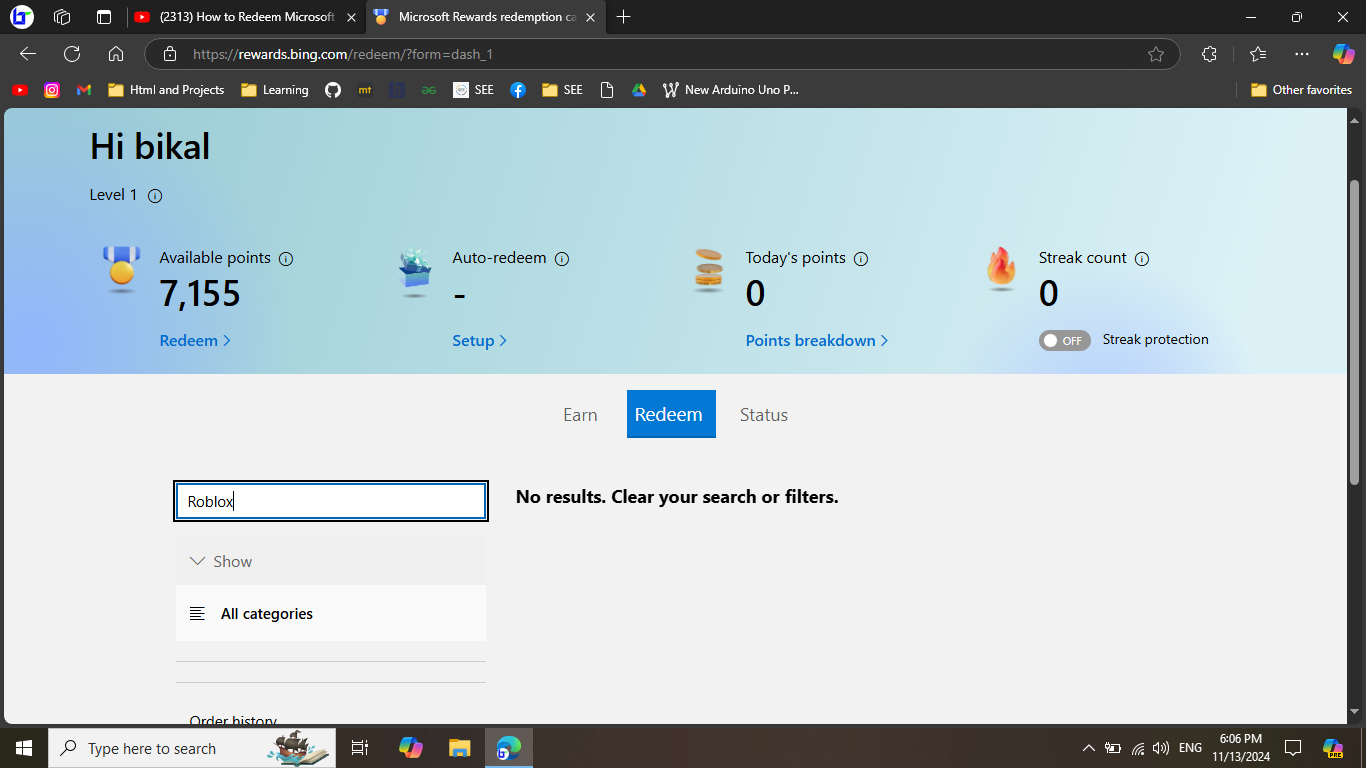 (2313) How to Redeem Microsoft
Microsoft Rewards redemption ca
https://rewards.bing.com/redeem/?form=dash_1
Html and Projects
Learning
mt
SEE
SEE
New Arduino Uno P...
Other favorites
Hi bikal
Level 1
Available points
7,155
Redeem
Auto-redeem
-
Setup
Today's points
0
Points breakdown
Streak count
0
OFF
Streak protection
Earn
Redeem
Status
Roblox
No results. Clear your search or filters.
Show
All categories
Order history
Type here to search
ENG
6:06 PM
11/13/2024
PRE